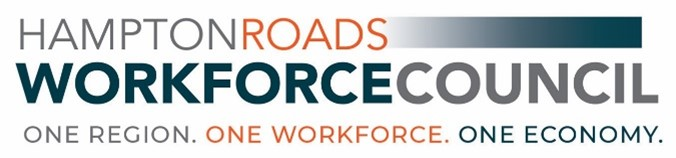 HAMPTONROADS
WORKFORCECOUNCIL
ONE REGION. ONE WORKFORCE. ONE ECONOMY.